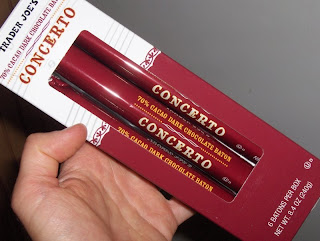 TRADER JOE'S
70% CACAO DARK CHOCOLATE BATON
CONCERTO
CONCERTO
70% CACAO DARK CHOCOLATE BATON
CONCERTO
70% CACAO DARK CHOCOLATE BATON
6 BATONS PER BOX
NET WT. 8.4 OZ (240g)